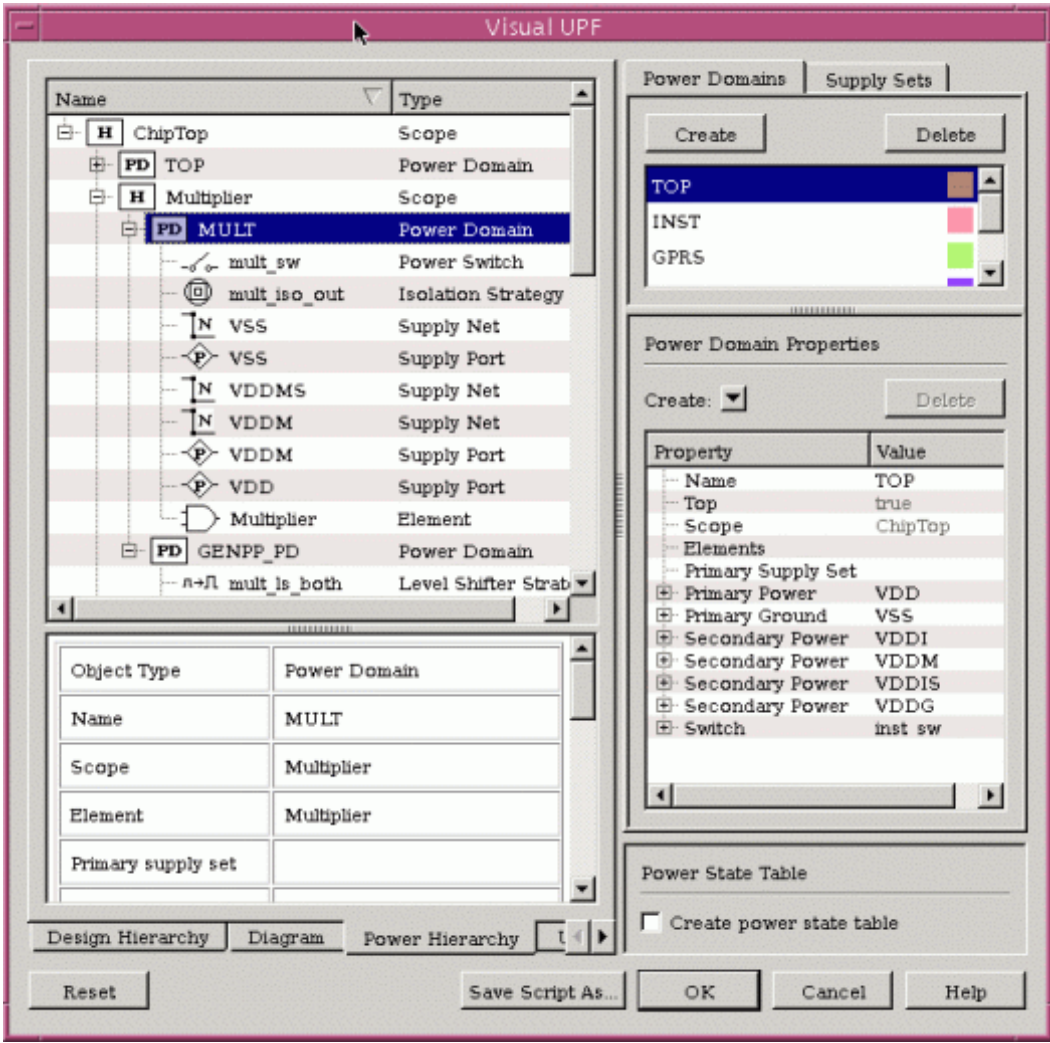 Visual UPF
Name Type
H ChipTop Scope
PD TOP Power Domain
H Multiplier Scope
PD MULT Power Domain
mult_sw Power Switch
mult_iso_out Isolation Strategy
N VSS Supply Net
P VSS Supply Port
N VDDMS Supply Net
N VDDM Supply Net
P VDDM Supply Port
P VDD Supply Port
Multiplier Element
PD GENPP_PD Power Domain
mult_ls_both Level Shifter Strat
Object Type Power Domain
Name MULT
Scope Multiplier
Element Multiplier
Primary supply set
Design Hierarchy Diagram Power Hierarchy
Power Domains Supply Sets
Create Delete
TOP
INST
GPRS
Power Domain Properties
Create: Delete
Property Value
Name TOP
Top true
Scope ChipTop
Elements
Primary Supply Set
Primary Power VDD
Primary Ground VSS
Secondary Power VDDI
Secondary Power VDDM
Secondary Power VDDIS
Secondary Power VDDG
Switch inst sw
Power State Table
Create power state table
Reset Save Script As... OK Cancel Help